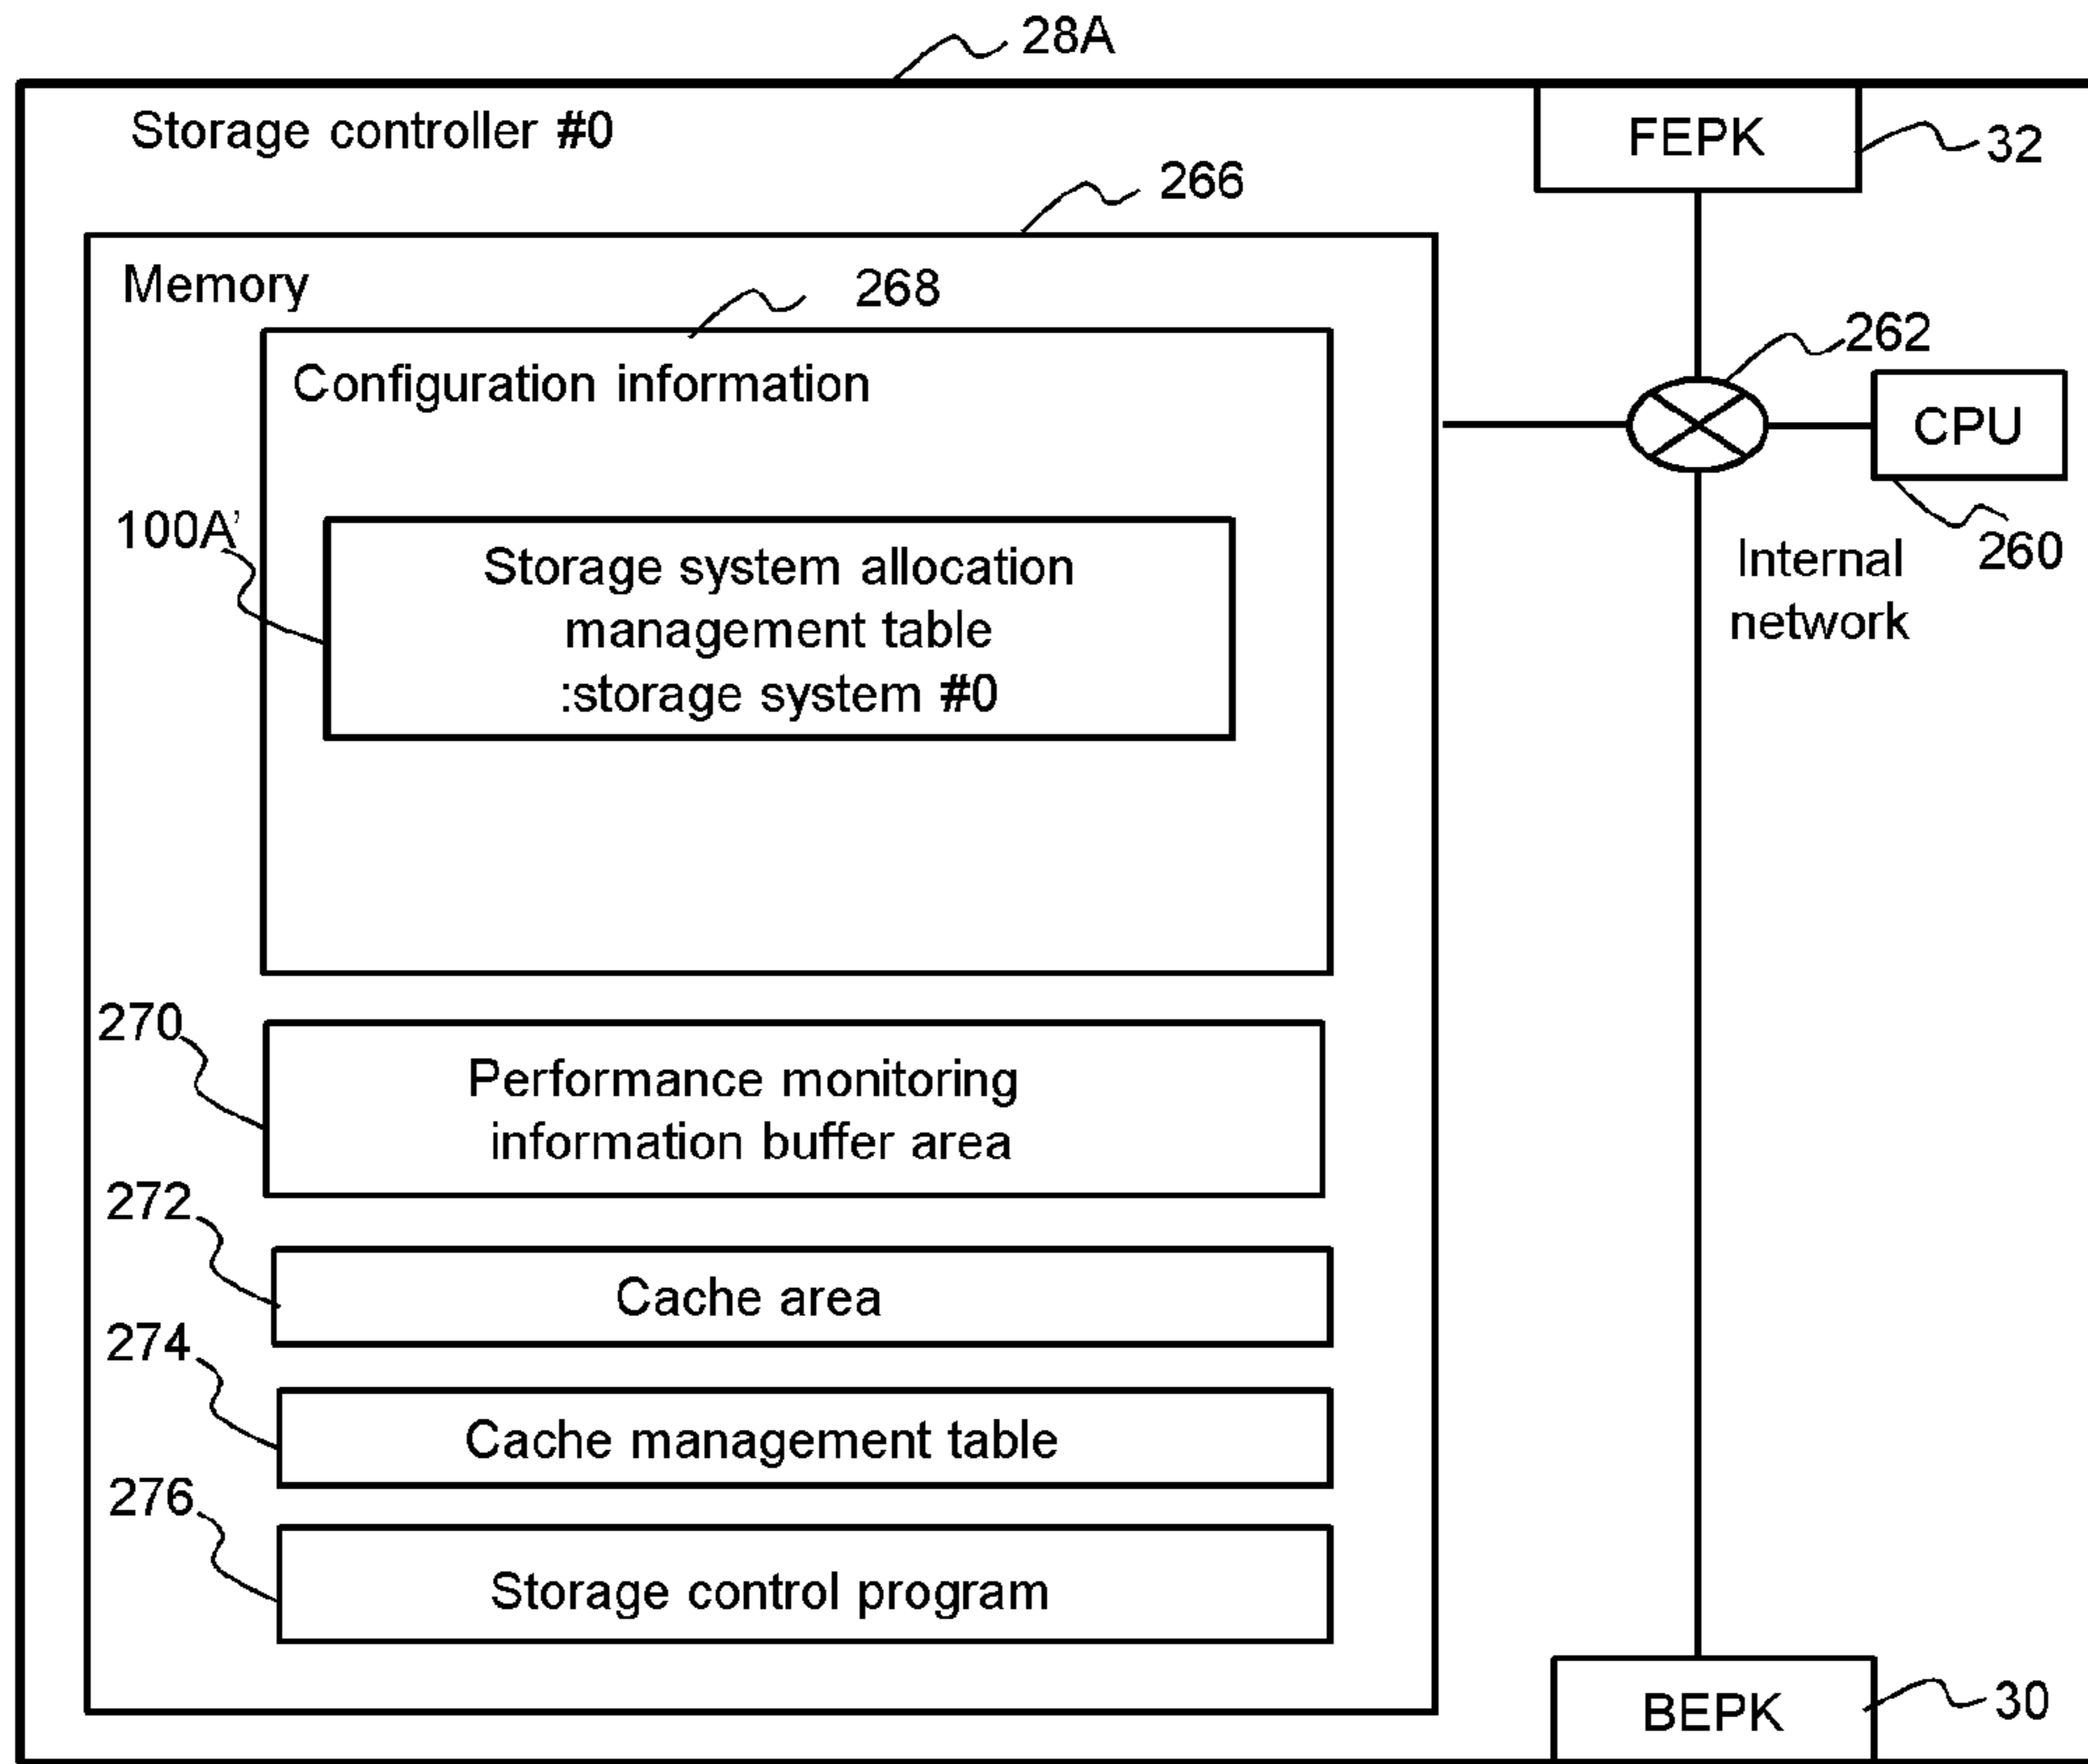 28A
Storage controller #0
FEPK
32
266
Memory
268
262
Configuration information
CPU
100A’
Storage system allocation
management table
:storage system #0
260
Internal
network
270
Performance monitoring
information buffer area
272
Cache area
274
Cache management table
276
Storage control program
BEPK
30